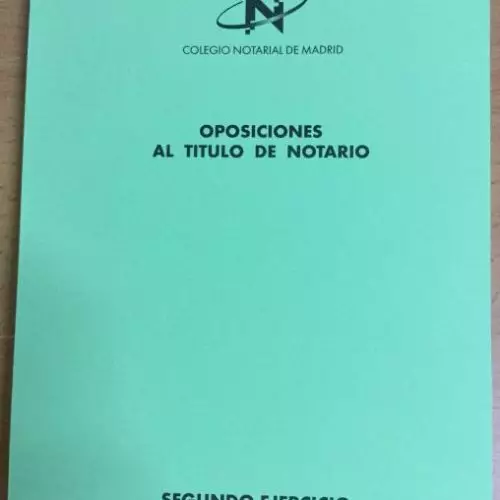 N
COLEGIO NOTARIAL DE MADRID
OPOSICIONES
AL TITULO DE NOTARIO
SEGUNDO EJERCICIO